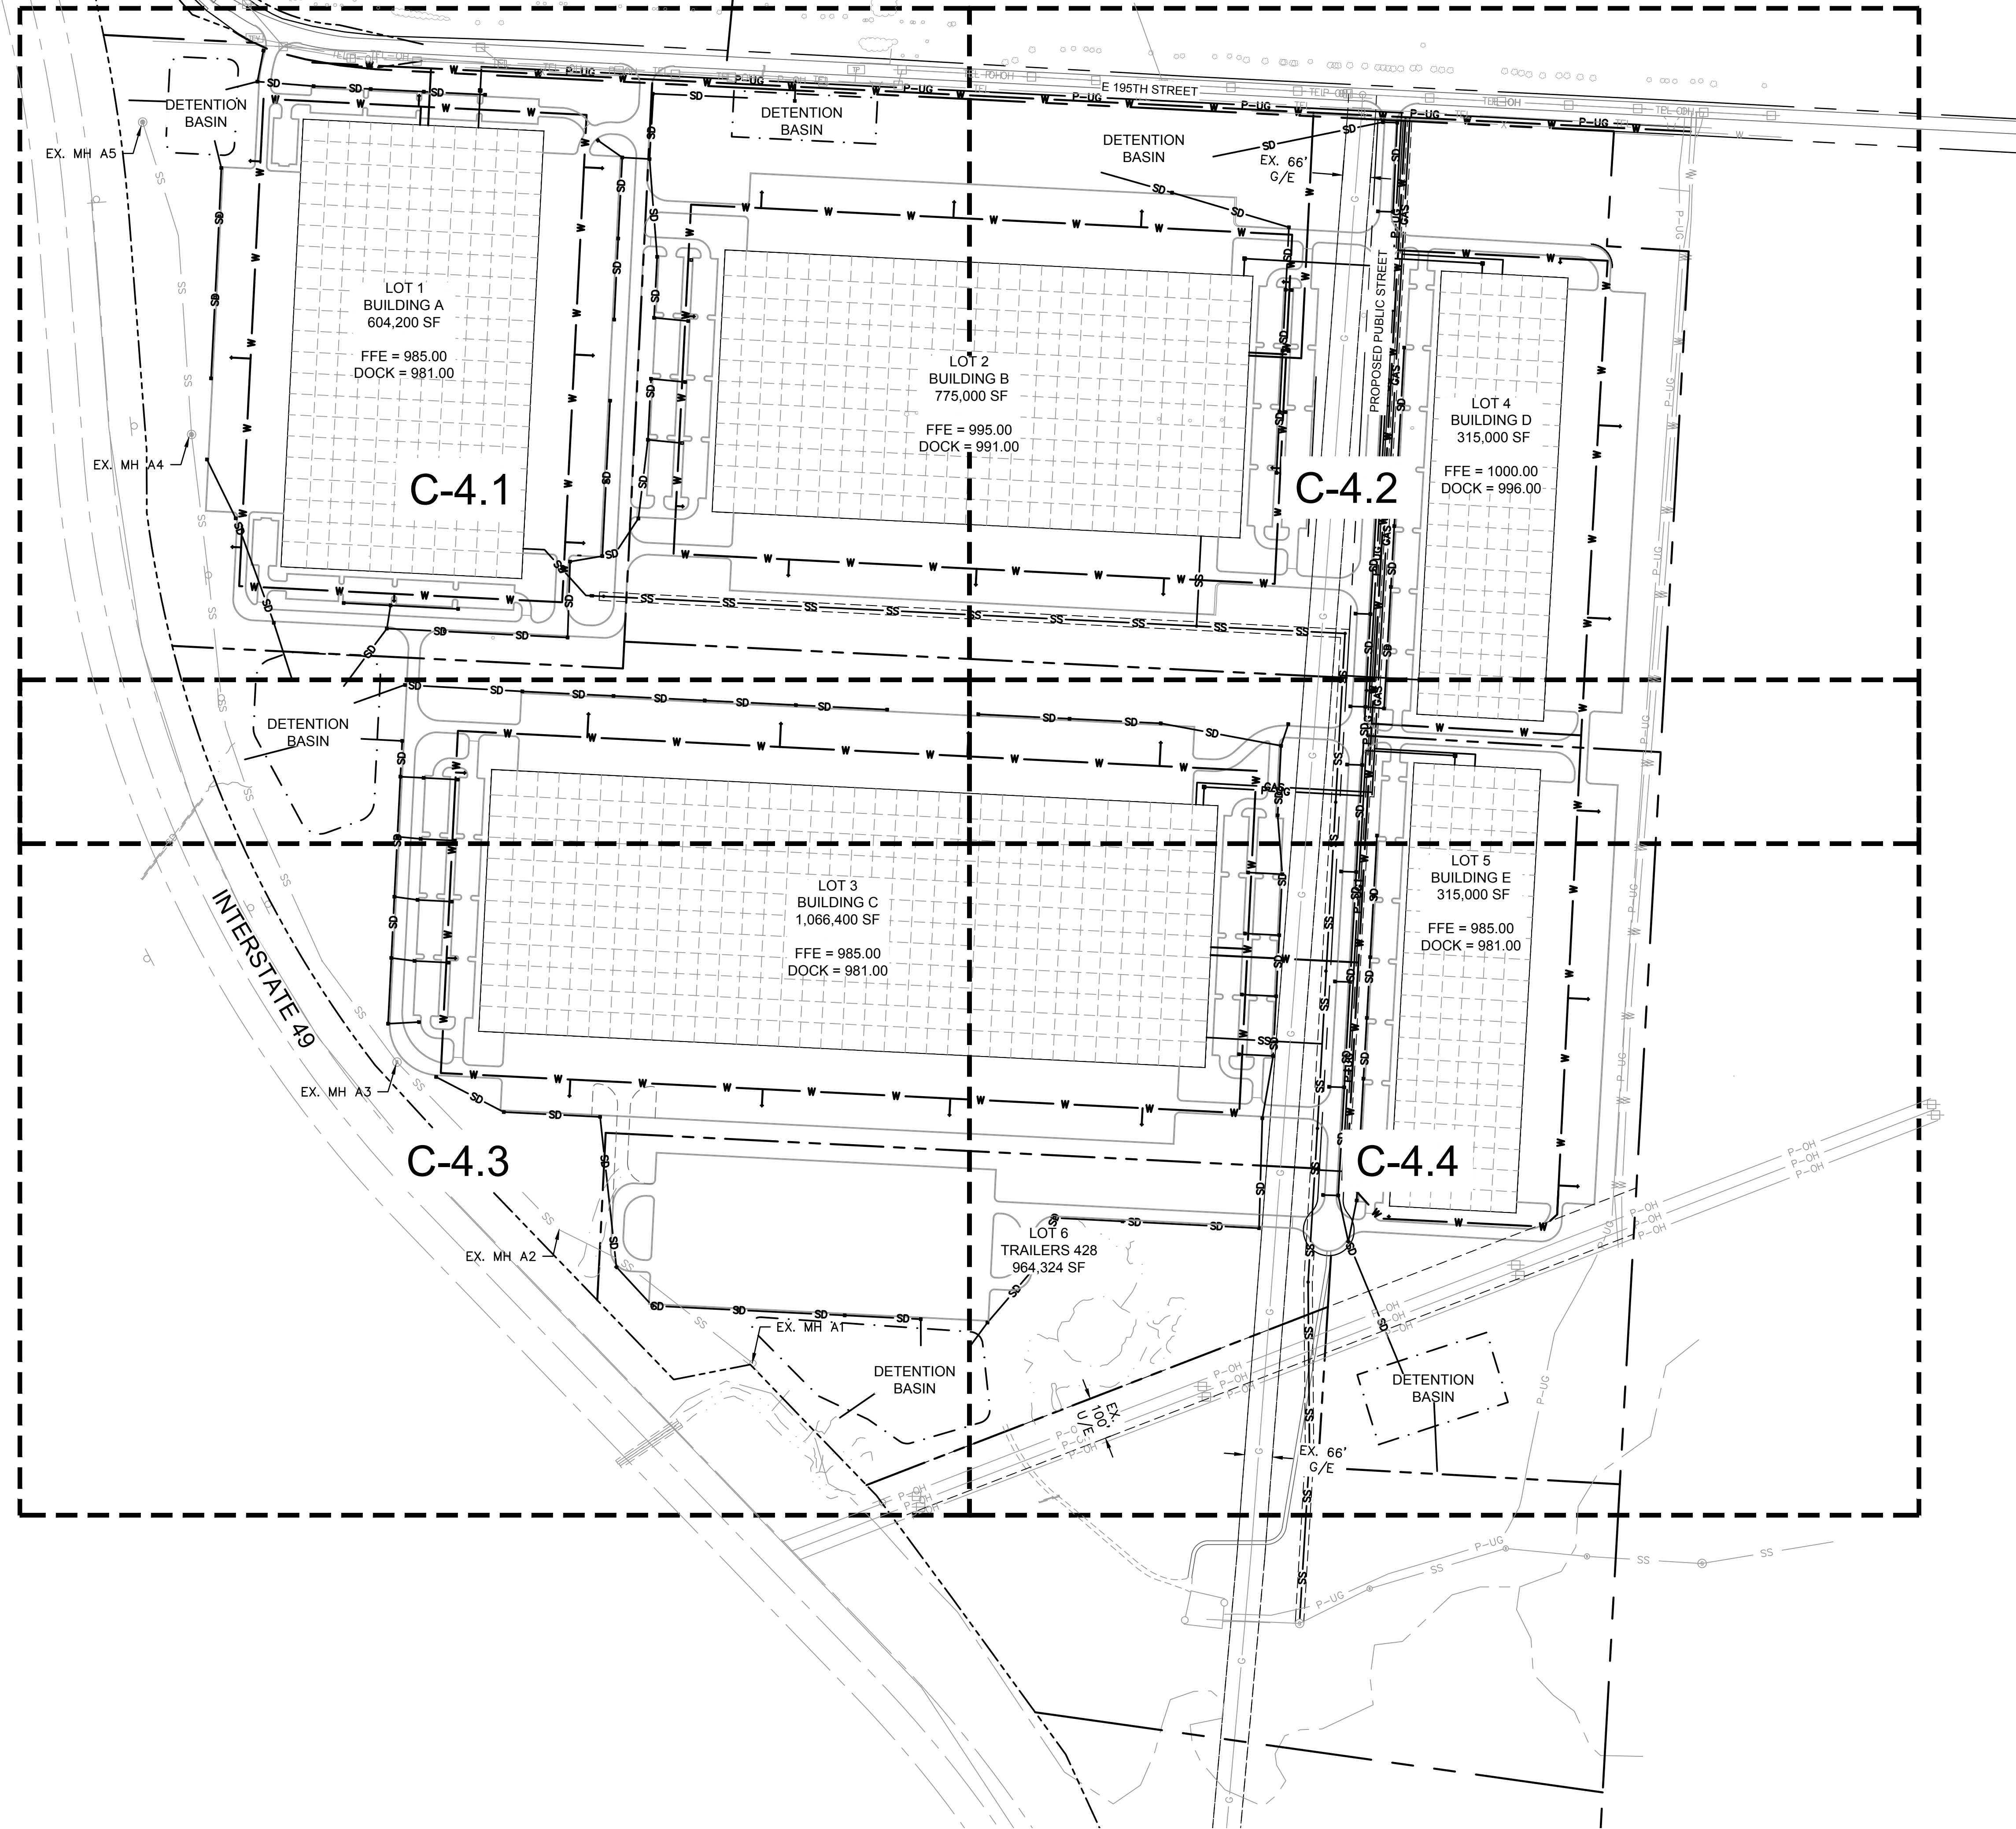 E 195TH STREET
DETENTION
BASIN
DETENTION
BASIN
DETENTION
BASIN
EX. MH A5
EX. 66'
G/E
PROPOSED PUBLIC STREET
LOT 1
BUILDING A
604,200 SF
FFE = 985.00
DOCK = 981.00
LOT 2
BUILDING B
775,000 SF
FFE = 995.00
DOCK = 991.00
LOT 4
BUILDING D
315,000 SF
FFE = 1000.00
DOCK = 996.00
EX. MH A4
C-4.1
C-4.2
DETENTION
BASIN
INTERSTATE 49
LOT 3
BUILDING C
1,066,400 SF
FFE = 985.00
DOCK = 981.00
LOT 5
BUILDING E
315,000 SF
FFE = 985.00
DOCK = 981.00
EX. MH A3
C-4.3
C-4.4
EX. MH A2
LOT 6
TRAILERS 428
964,324 SF
EX. MH A1
DETENTION
BASIN
DETENTION
BASIN
EX.
100'
U/E
EX. 66'
G/E
W
SD
SS
P-UG
GAS
G
P-OH
TEL